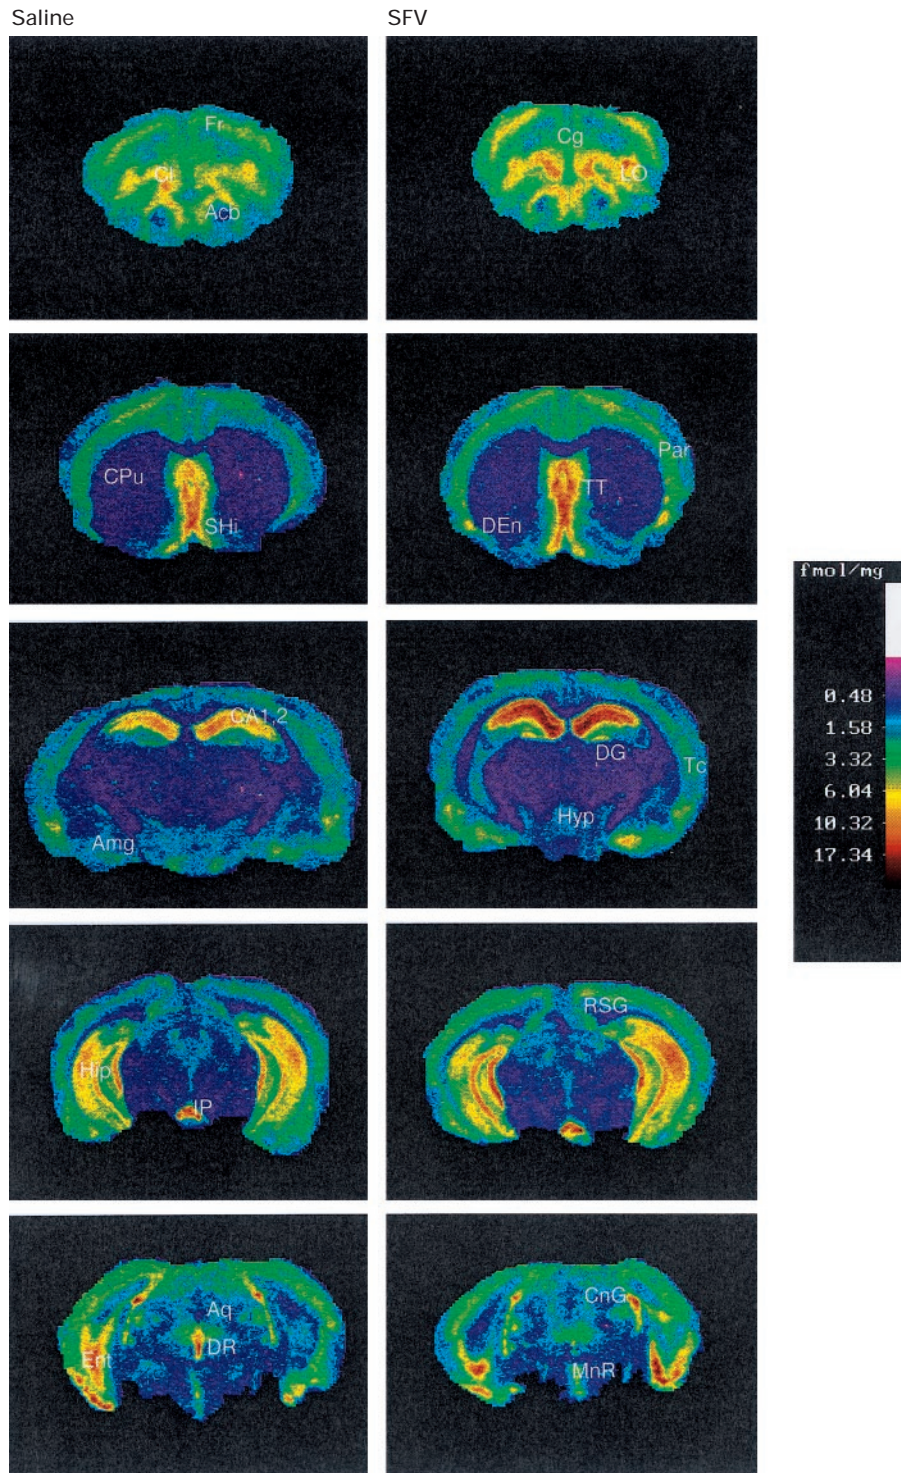 Saline SFV
Fr
Cg
Cl
LO
Acb
CPu
Par
TT
SHi
DEn
fmol/mg
0.48
1.58
3.32
6.04
10.32
17.34
CA1,2
DG
Tc
Hyp
Amg
RSG
Hip
IP
CnG
Aq
DR
Ent
MnR